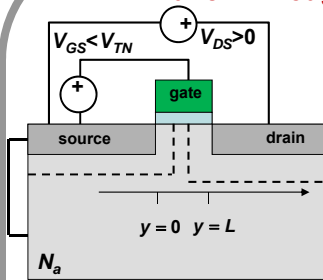 +
V_GS<V_TN
V_DS>0
+
gate
source
drain
y = 0
y = L
N_a